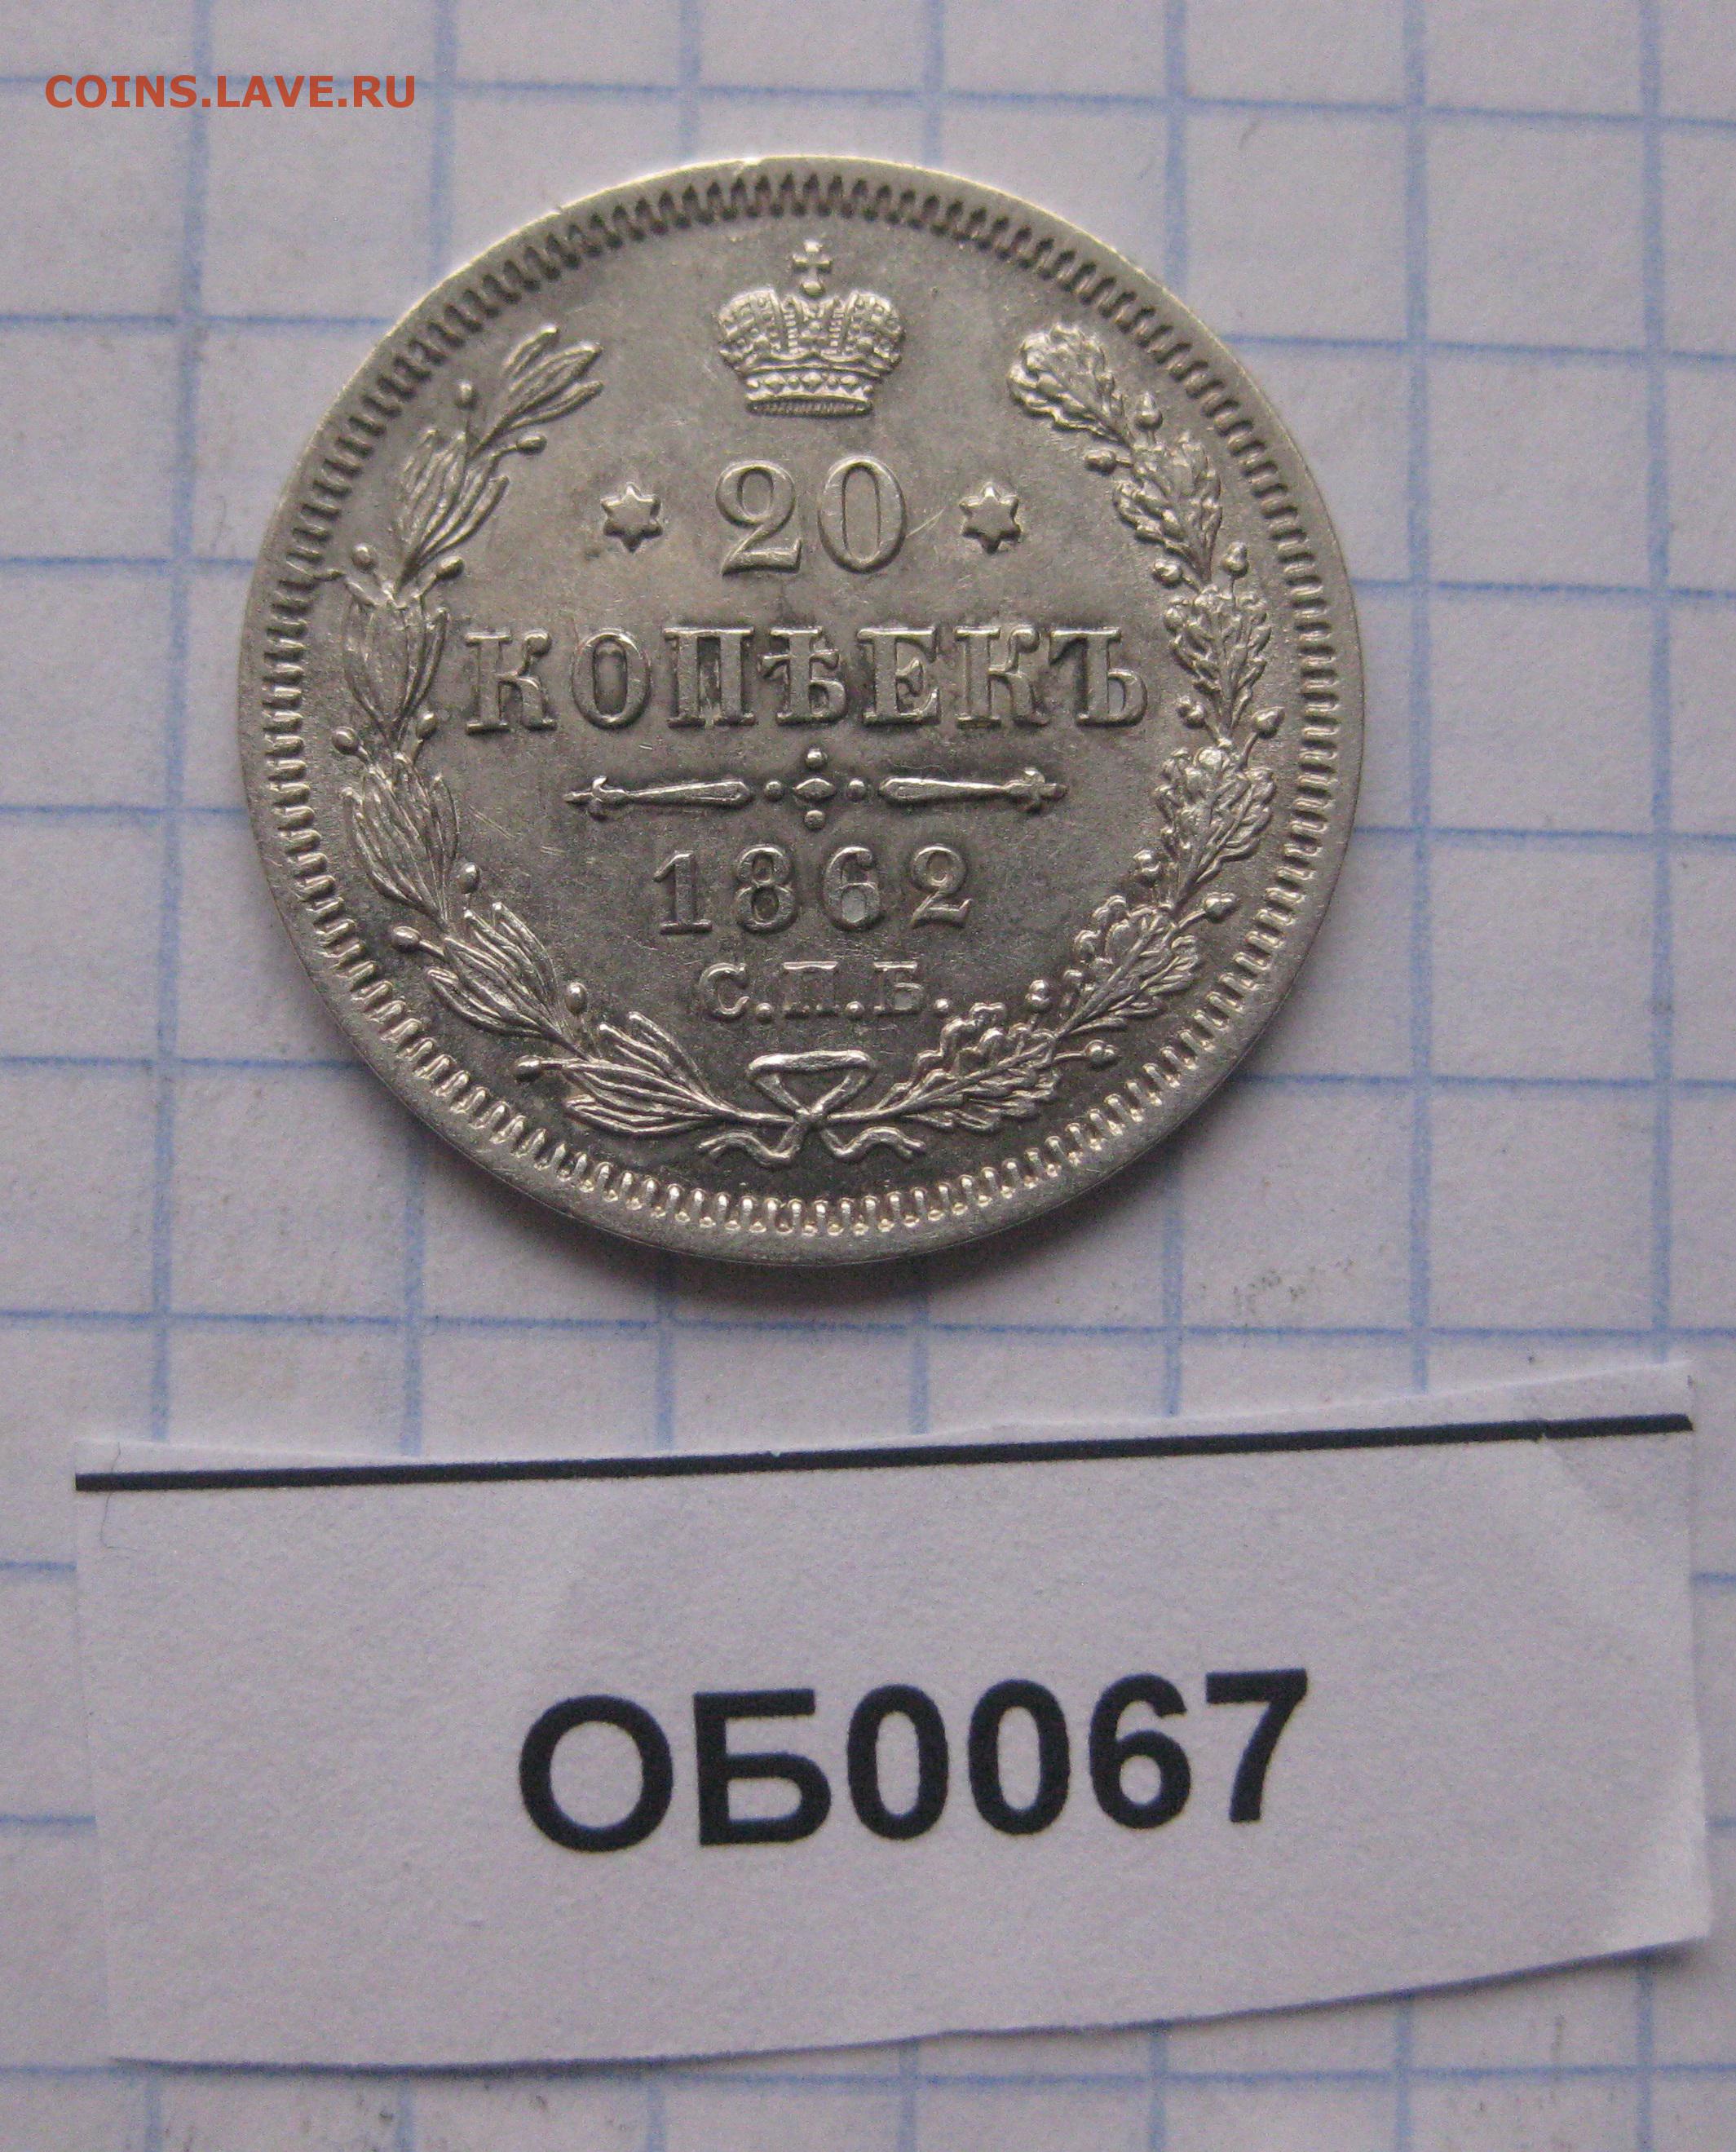 COINS.LAVE.RU
20
КОПѢЕКЪ
1862
С.П.Б.
ОБ0067